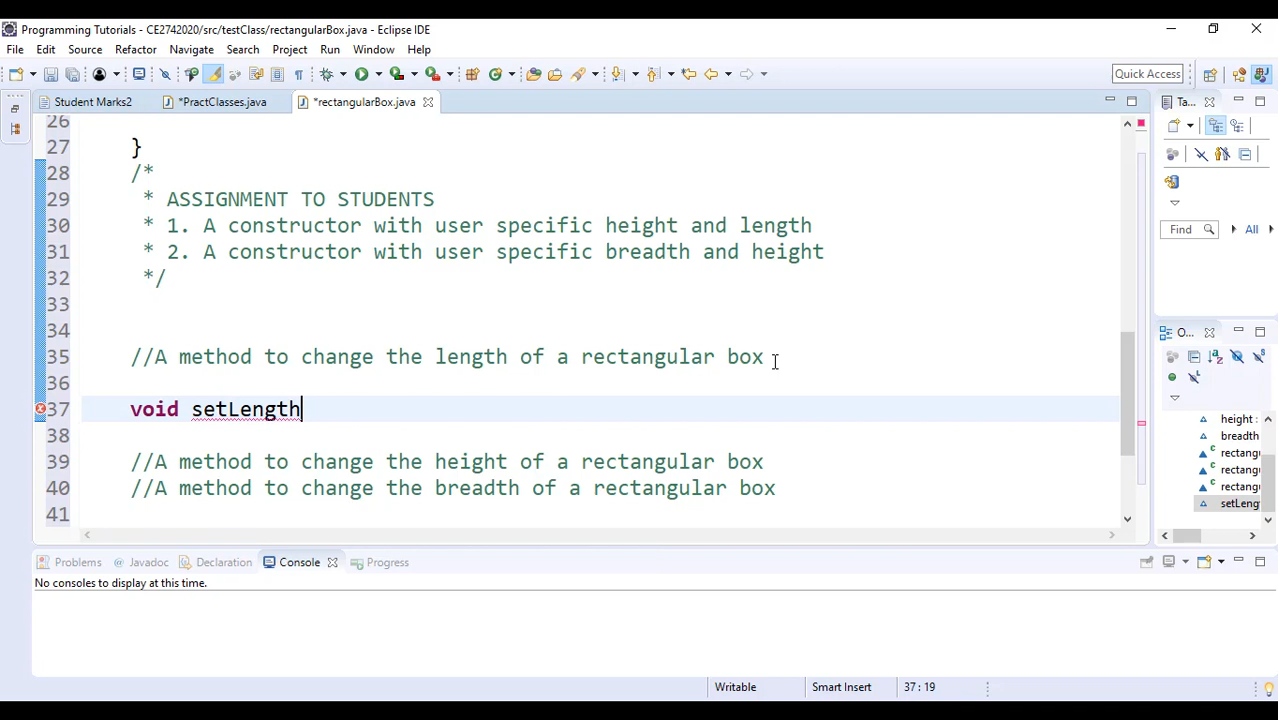 Programming Tutorials - CE2742020/src/testClass/rectangularBox.java - Eclipse IDE
File Edit Source Refactor Navigate Search Project Run Window Help
Quick Access
Student Marks2 *PractClasses.java *rectangularBox.java Ta...
26
27 }
28 /*
29 * ASSIGNMENT TO STUDENTS
30 * 1. A constructor with user specific height and length
31 * 2. A constructor with user specific breadth and height
32 */
33
34
35 //A method to change the length of a rectangular box
36
37 void setLength
38
39 //A method to change the height of a rectangular box
40 //A method to change the breadth of a rectangular box
41
Find All
O...
height :
breadth
rectang
rectang
rectang
setLeng
Problems Javadoc Declaration Console Progress
No consoles to display at this time.
Writable Smart Insert 37 : 19